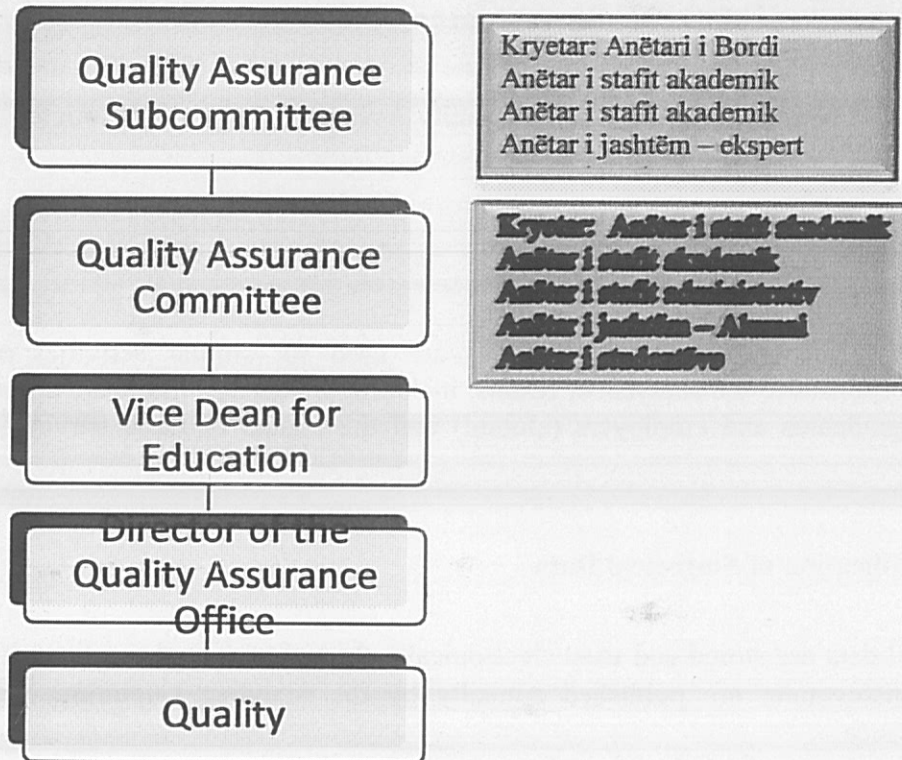 Quality Assurance
Subcommittee
Kryetar: Anëtari i Bordi
Anëtar i stafit akademik
Anëtar i stafit akademik
Anëtar i jashtëm – ekspert
Quality Assurance
Committee
Kryetar: Anëtar i stafit akademik
Anëtar i stafit akademik
Anëtar i stafit administrativ
Anëtar i jashtëm – Alumni
Anëtar i studentëve
Vice Dean for
Education
Director of the
Quality Assurance
Office
Quality